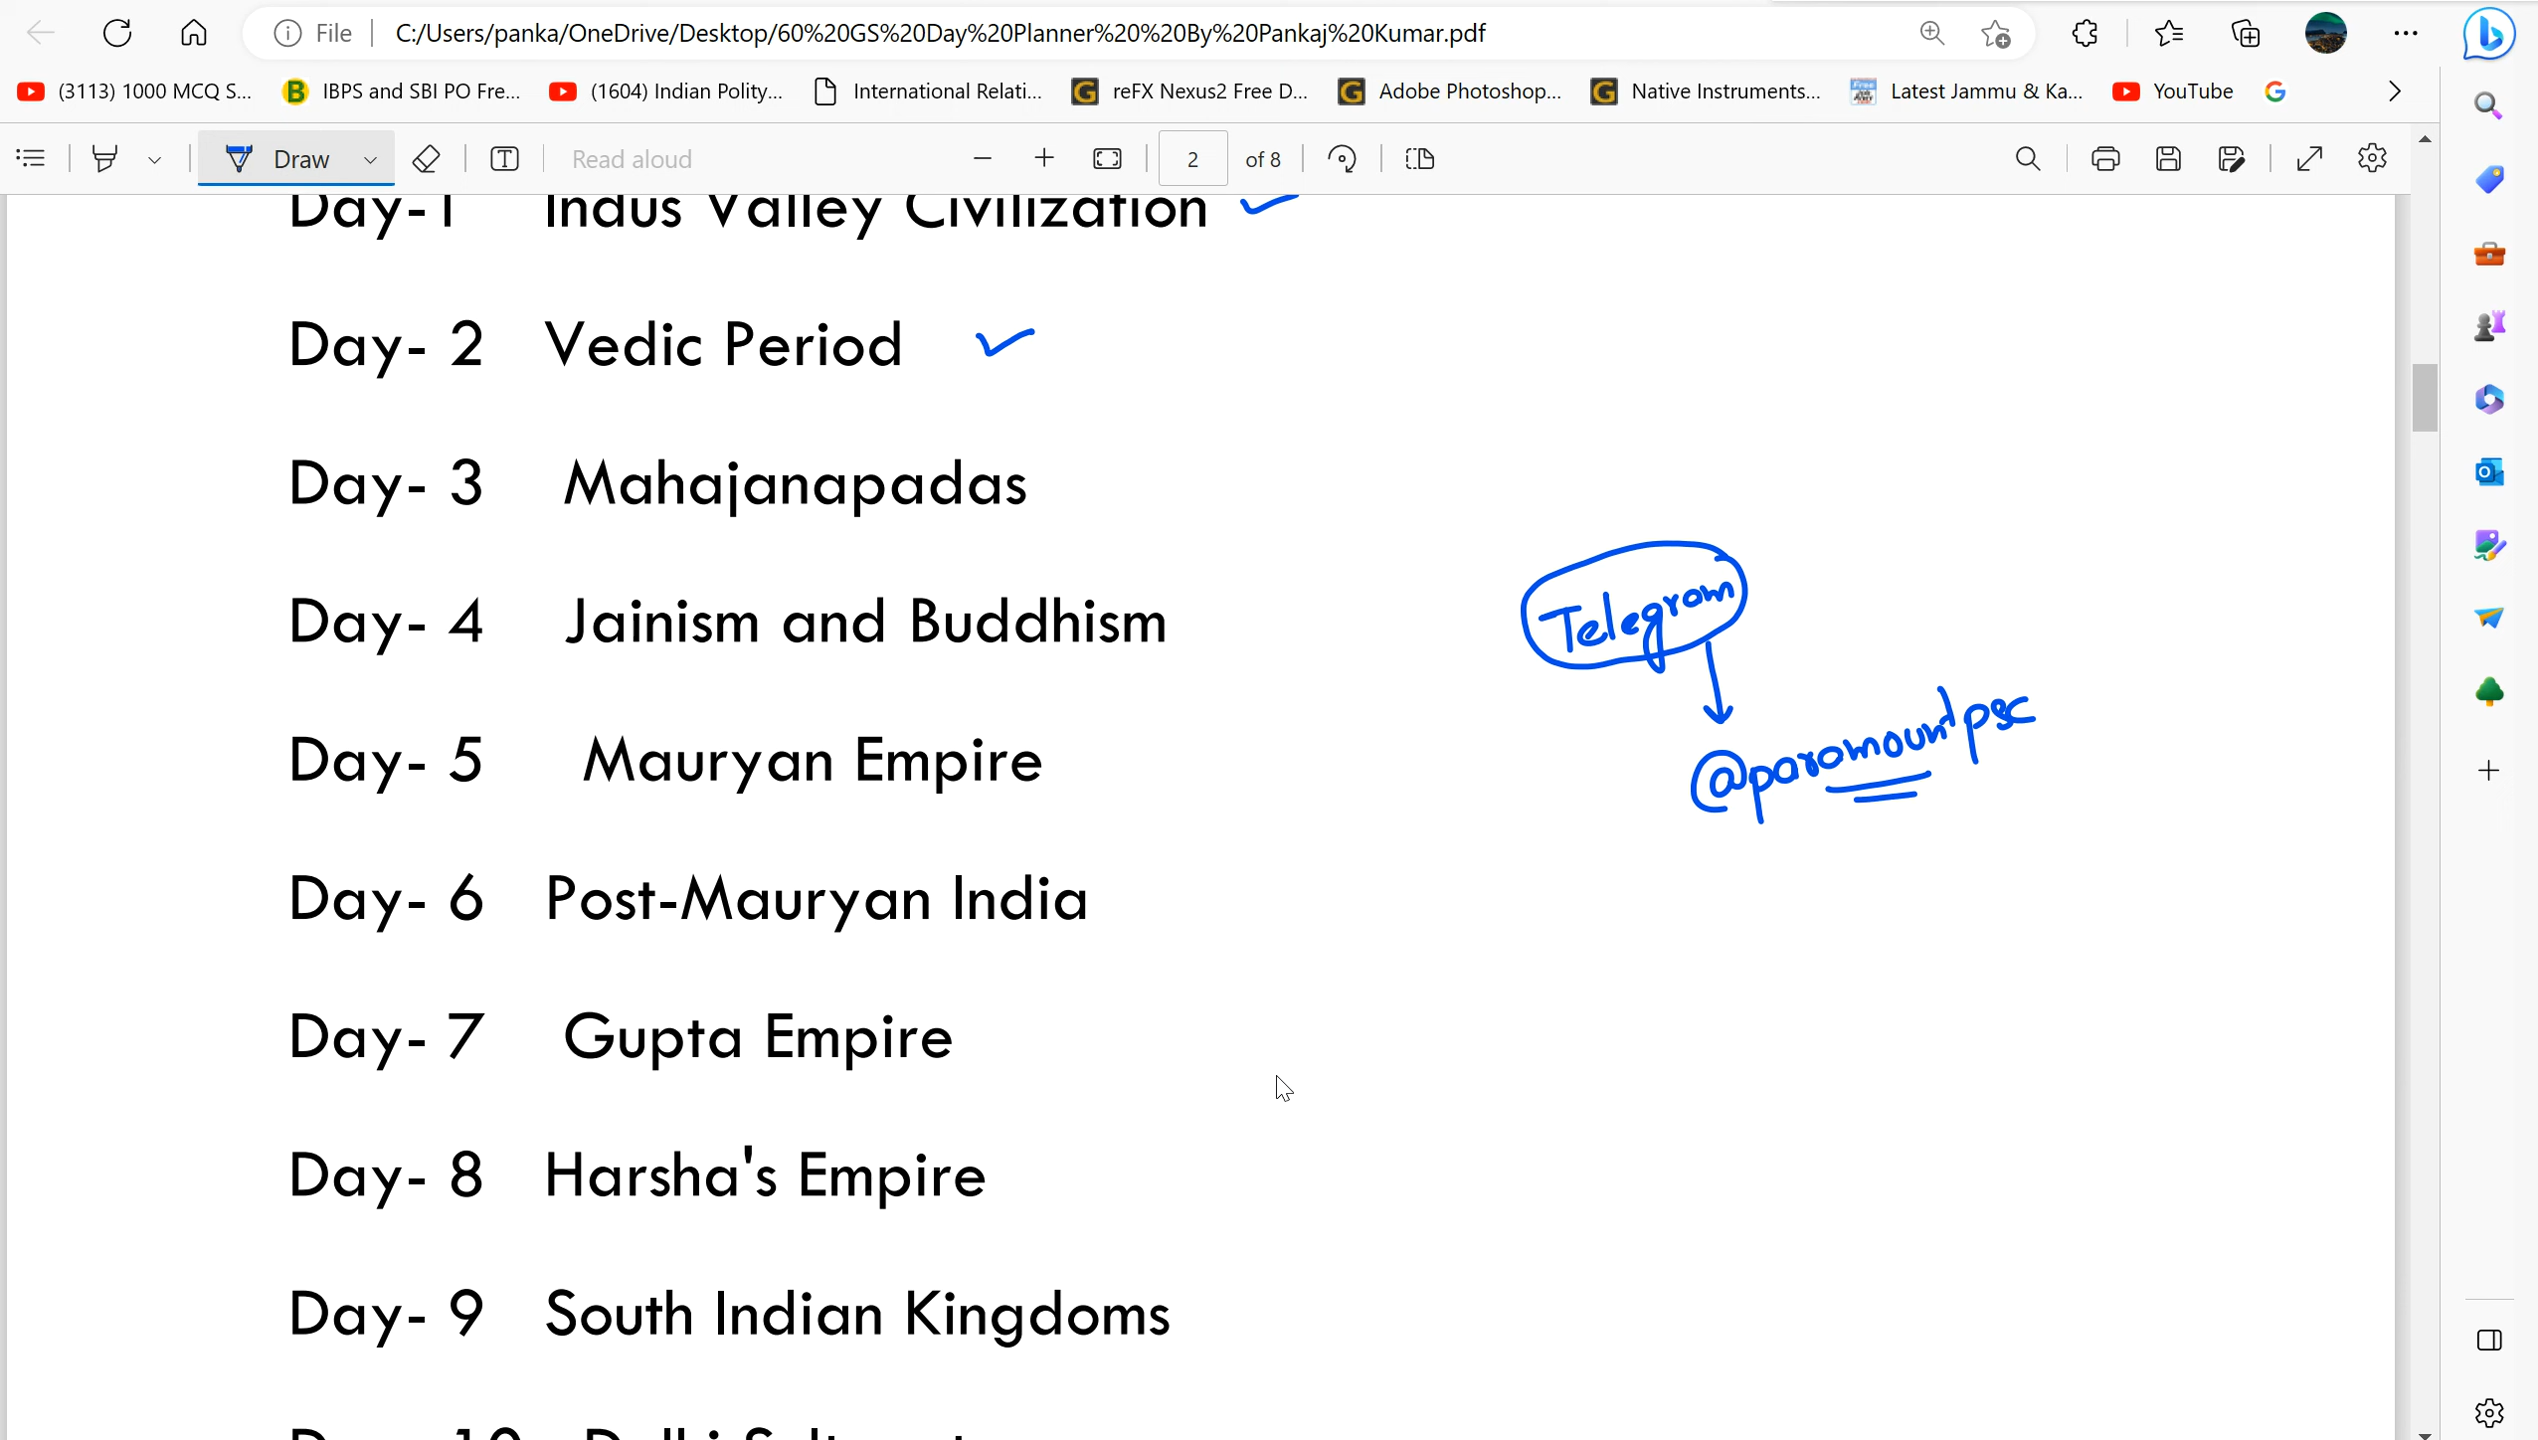 File C:/Users/panka/OneDrive/Desktop/60%20GS%20Day%20Planner%20%20By%20Pankaj%20Kumar.pdf
(3113) 1000 MCQ S... IBPS and SBI PO Fre... (1604) Indian Polity... International Relati... reFX Nexus2 Free D... Adobe Photoshop... Native Instruments... Latest Jammu & Ka... YouTube
Draw Read aloud 2 of 8
Day-1 Indus Valley Civilization
Day- 2 Vedic Period
Day- 3 Mahajanapadas
Day- 4 Jainism and Buddhism
Telegram
Day- 5 Mauryan Empire
@paramountpsc
Day- 6 Post-Mauryan India
Day- 7 Gupta Empire
Day- 8 Harsha's Empire
Day- 9 South Indian Kingdoms